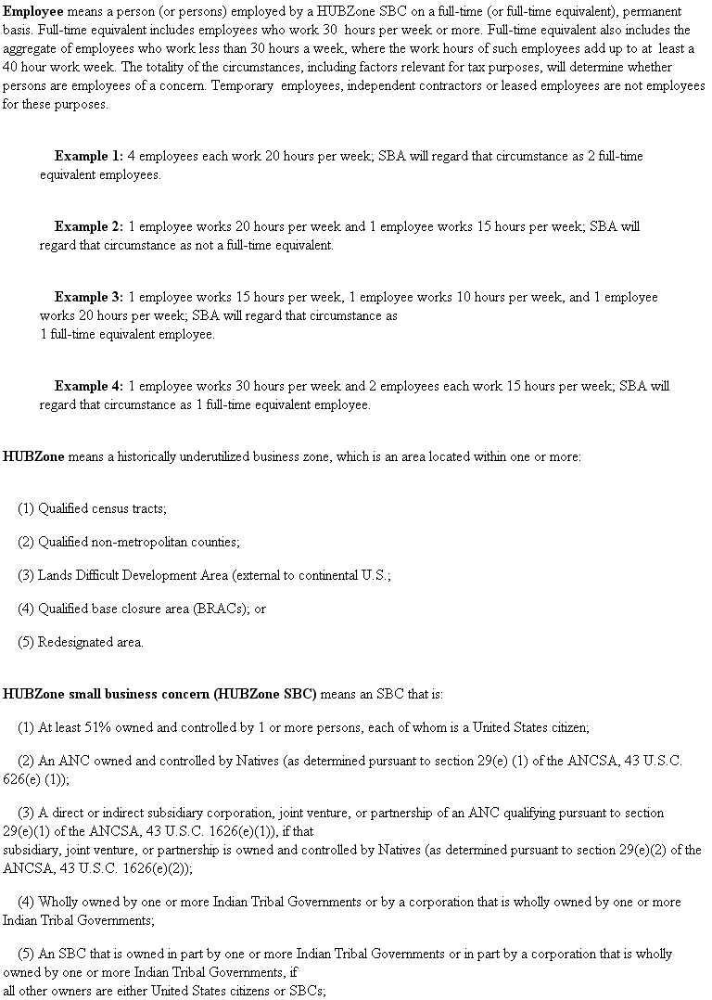 Employee means a person (or persons) employed by a HUBZone SBC on a full-time (or full-time equivalent), permanent
basis. Full-time equivalent includes employees who work 30 hours per week or more. Full-time equivalent also includes the
aggregate of employees who work less than 30 hours a week, where the work hours of such employees add up to at least a
40 hour work week. The totality of the circumstances, including factors relevant for tax purposes, will determine whether
persons are employees of a concern. Temporary employees, independent contractors or leased employees are not employees
for these purposes.
Example 1: 4 employees each work 20 hours per week; SBA will regard that circumstance as 2 full-time
equivalent employees.
Example 2: 1 employee works 20 hours per week and 1 employee works 15 hours per week; SBA will
regard that circumstance as not a full-time equivalent.
Example 3: 1 employee works 15 hours per week, 1 employee works 10 hours per week, and 1 employee
works 20 hours per week; SBA will regard that circumstance as
1 full-time equivalent employee.
Example 4: 1 employee works 30 hours per week and 2 employees each work 15 hours per week; SBA will
regard that circumstance as 1 full-time equivalent employee.
HUBZone means a historically underutilized business zone, which is an area located within one or more:
(1) Qualified census tracts;
(2) Qualified non-metropolitan counties;
(3) Lands Difficult Development Area (external to continental U.S.;
(4) Qualified base closure area (BRACs); or
(5) Redesignated area.
HUBZone small business concern (HUBZone SBC) means an SBC that is:
(1) At least 51% owned and controlled by 1 or more persons, each of whom is a United States citizen;
(2) An ANC owned and controlled by Natives (as determined pursuant to section 29(e) (1) of the ANCSA, 43 U.S.C.
626(e) (1));
(3) A direct or indirect subsidiary corporation, joint venture, or partnership of an ANC qualifying pursuant to section
29(e)(1) of the ANCSA, 43 U.S.C. 1626(e)(1)), if that
subsidiary, joint venture, or partnership is owned and controlled by Natives (as determined pursuant to section 29(e)(2) of the
ANCSA, 43 U.S.C. 1626(e)(2));
(4) Wholly owned by one or more Indian Tribal Governments or by a corporation that is wholly owned by one or more
Indian Tribal Governments;
(5) An SBC that is owned in part by one or more Indian Tribal Governments or in part by a corporation that is wholly
owned by one or more Indian Tribal Governments, if
all other owners are either United States citizens or SBCs;